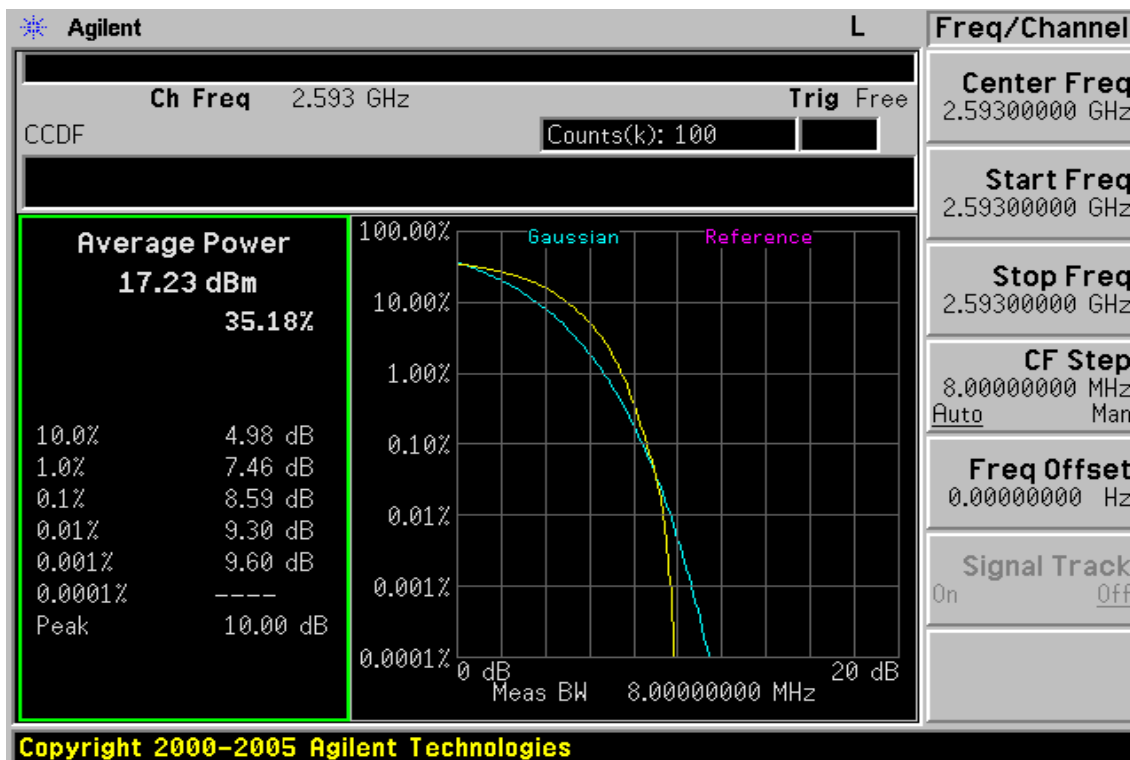 Agilent L
Freq/Channel
Ch Freq 2.593 GHz Trig Free
CCDF Counts(k): 100
Average Power
17.23 dBm
35.18%
10.0% 4.98 dB
1.0% 7.46 dB
0.1% 8.59 dB
0.01% 9.30 dB
0.001% 9.60 dB
0.0001% ----
Peak 10.00 dB
Gaussian Reference
100.00%
10.00%
1.00%
0.10%
0.01%
0.001%
0.0001%
0 dB 20 dB
Meas BW 8.00000000 MHz
Center Freq
2.59300000 GHz
Start Freq
2.59300000 GHz
Stop Freq
2.59300000 GHz
CF Step
8.00000000 MHz
Auto Man
Freq Offset
0.00000000 Hz
Signal Track
On Off
Copyright 2000-2005 Agilent Technologies